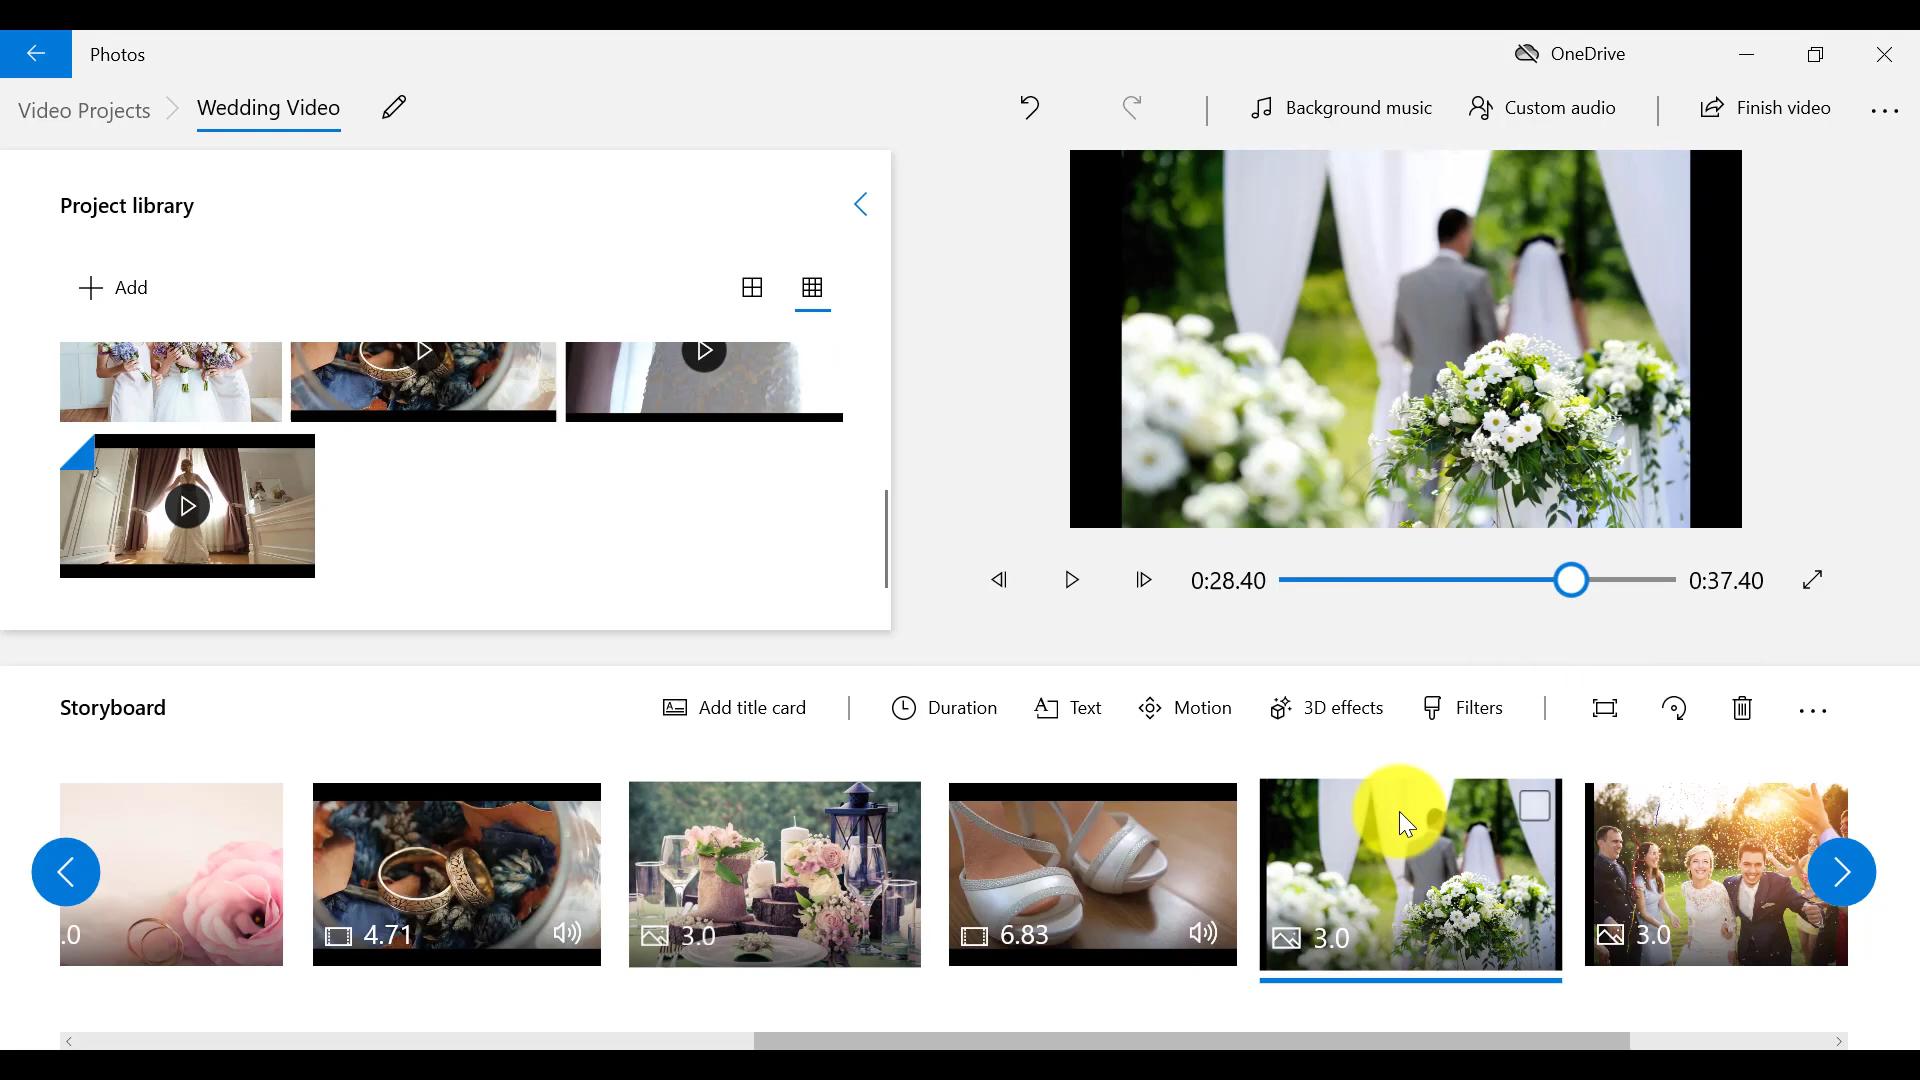 Photos
OneDrive
Video Projects
Wedding Video
Background music
Custom audio
Finish video
Project library
Add
0:28.40
0:37.40
Storyboard
Add title card
Duration
Text
Motion
3D effects
Filters
.0
4.71
3.0
6.83
3.0
3.0